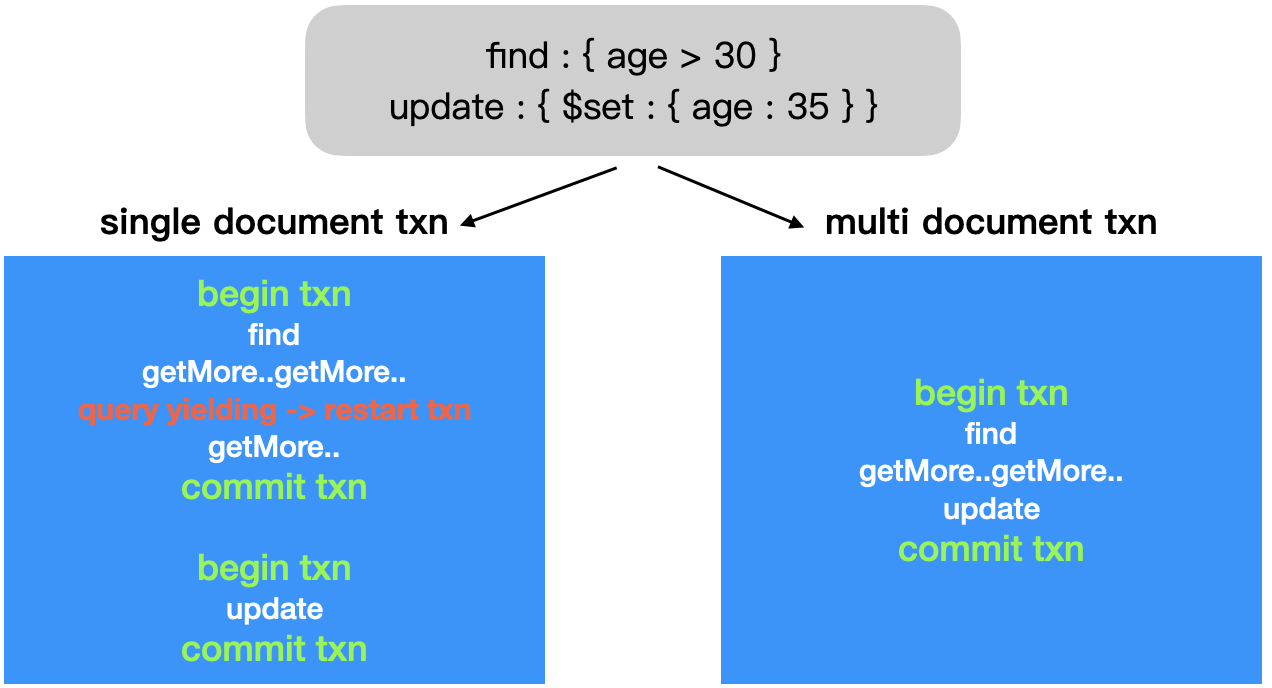 find : { age > 30 }
update : { $set : { age : 35 } }
single document txn
begin txn
find
getMore..getMore..
query yielding -> restart txn
getMore..
commit txn
begin txn
update
commit txn
multi document txn
begin txn
find
getMore..getMore..
update
commit txn